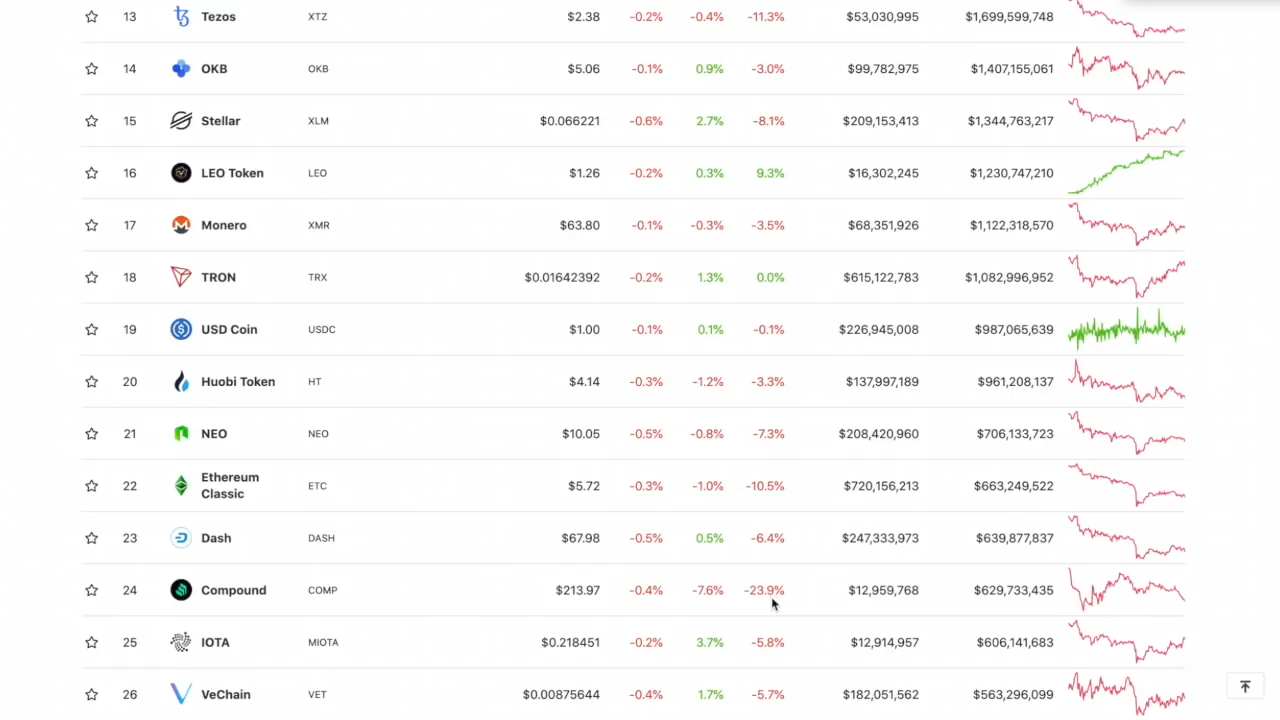 13 Tezos XTZ $2.38 -0.2% -0.4% -11.3% $53,030,995 $1,699,599,748
14 OKB OKB $5.06 -0.1% 0.9% -3.0% $99,782,975 $1,407,155,061
15 Stellar XLM $0.066221 -0.6% 2.7% -8.1% $209,153,413 $1,344,763,217
16 LEO Token LEO $1.26 -0.2% 0.3% 9.3% $16,302,245 $1,230,747,210
17 Monero XMR $63.80 -0.1% -0.3% -3.5% $68,351,926 $1,122,318,570
18 TRON TRX $0.01642392 -0.2% 1.3% 0.0% $615,122,783 $1,082,996,952
19 USD Coin USDC $1.00 -0.1% 0.1% -0.1% $226,945,008 $987,065,639
20 Huobi Token HT $4.14 -0.3% -1.2% -3.3% $137,997,189 $961,208,137
21 NEO NEO $10.05 -0.5% -0.8% -7.3% $208,420,960 $706,133,723
22 Ethereum Classic ETC $5.72 -0.3% -1.0% -10.5% $720,156,213 $663,249,522
23 Dash DASH $67.98 -0.5% 0.5% -6.4% $247,333,973 $639,877,837
24 Compound COMP $213.97 -0.4% -7.6% -23.9% $12,959,768 $629,733,435
25 IOTA MIOTA $0.218451 -0.2% 3.7% -5.8% $12,914,957 $606,141,683
26 VeChain VET $0.00875644 -0.4% 1.7% -5.7% $182,051,562 $563,296,099